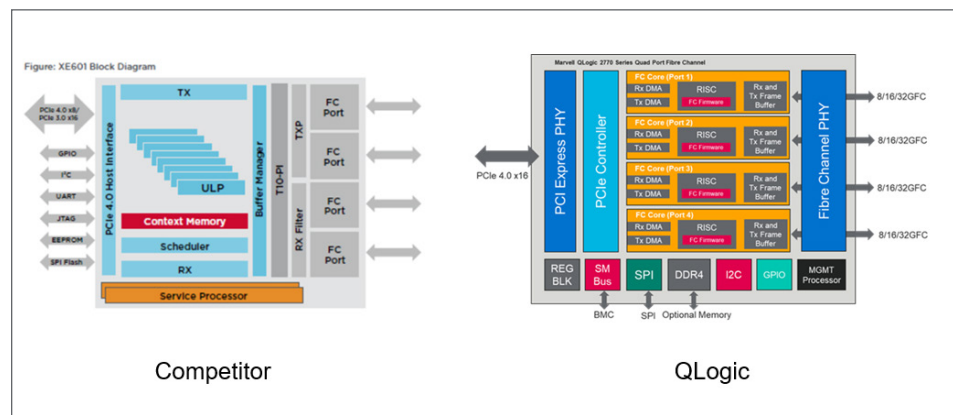 Figure: XE601 Block Diagram
PCIe 4.0 x8/
PCIe 3.0 x16
GPIO
I²C
UART
JTAG
EEPROM
SPI Flash
PCIe 4.0 Host Interface
TX
ULP
Context Memory
Scheduler
RX
Service Processor
Buffer Manager
T10-PI
TXP
RX Filter
FC
Port
FC
Port
FC
Port
FC
Port
Competitor
Marvell QLogic 2770 Series Quad Port Fibre Channel
PCIe 4.0 x16
PCI Express PHY
PCIe Controller
FC Core (Port 1)
Rx DMA
Tx DMA
RISC
FC Firmware
Rx and
Tx Frame
Buffer
FC Core (Port 2)
Rx DMA
Tx DMA
RISC
FC Firmware
Rx and
Tx Frame
Buffer
FC Core (Port 3)
Rx DMA
Tx DMA
RISC
FC Firmware
Rx and
Tx Frame
Buffer
FC Core (Port 4)
Rx DMA
Tx DMA
RISC
FC Firmware
Rx and
Tx Frame
Buffer
Fibre Channel PHY
8/16/32GFC
8/16/32GFC
8/16/32GFC
8/16/32GFC
REG
BLK
SM
Bus
SPI
DDR4
I2C
GPIO
MGMT
Processor
BMC
SPI
Optional Memory
QLogic